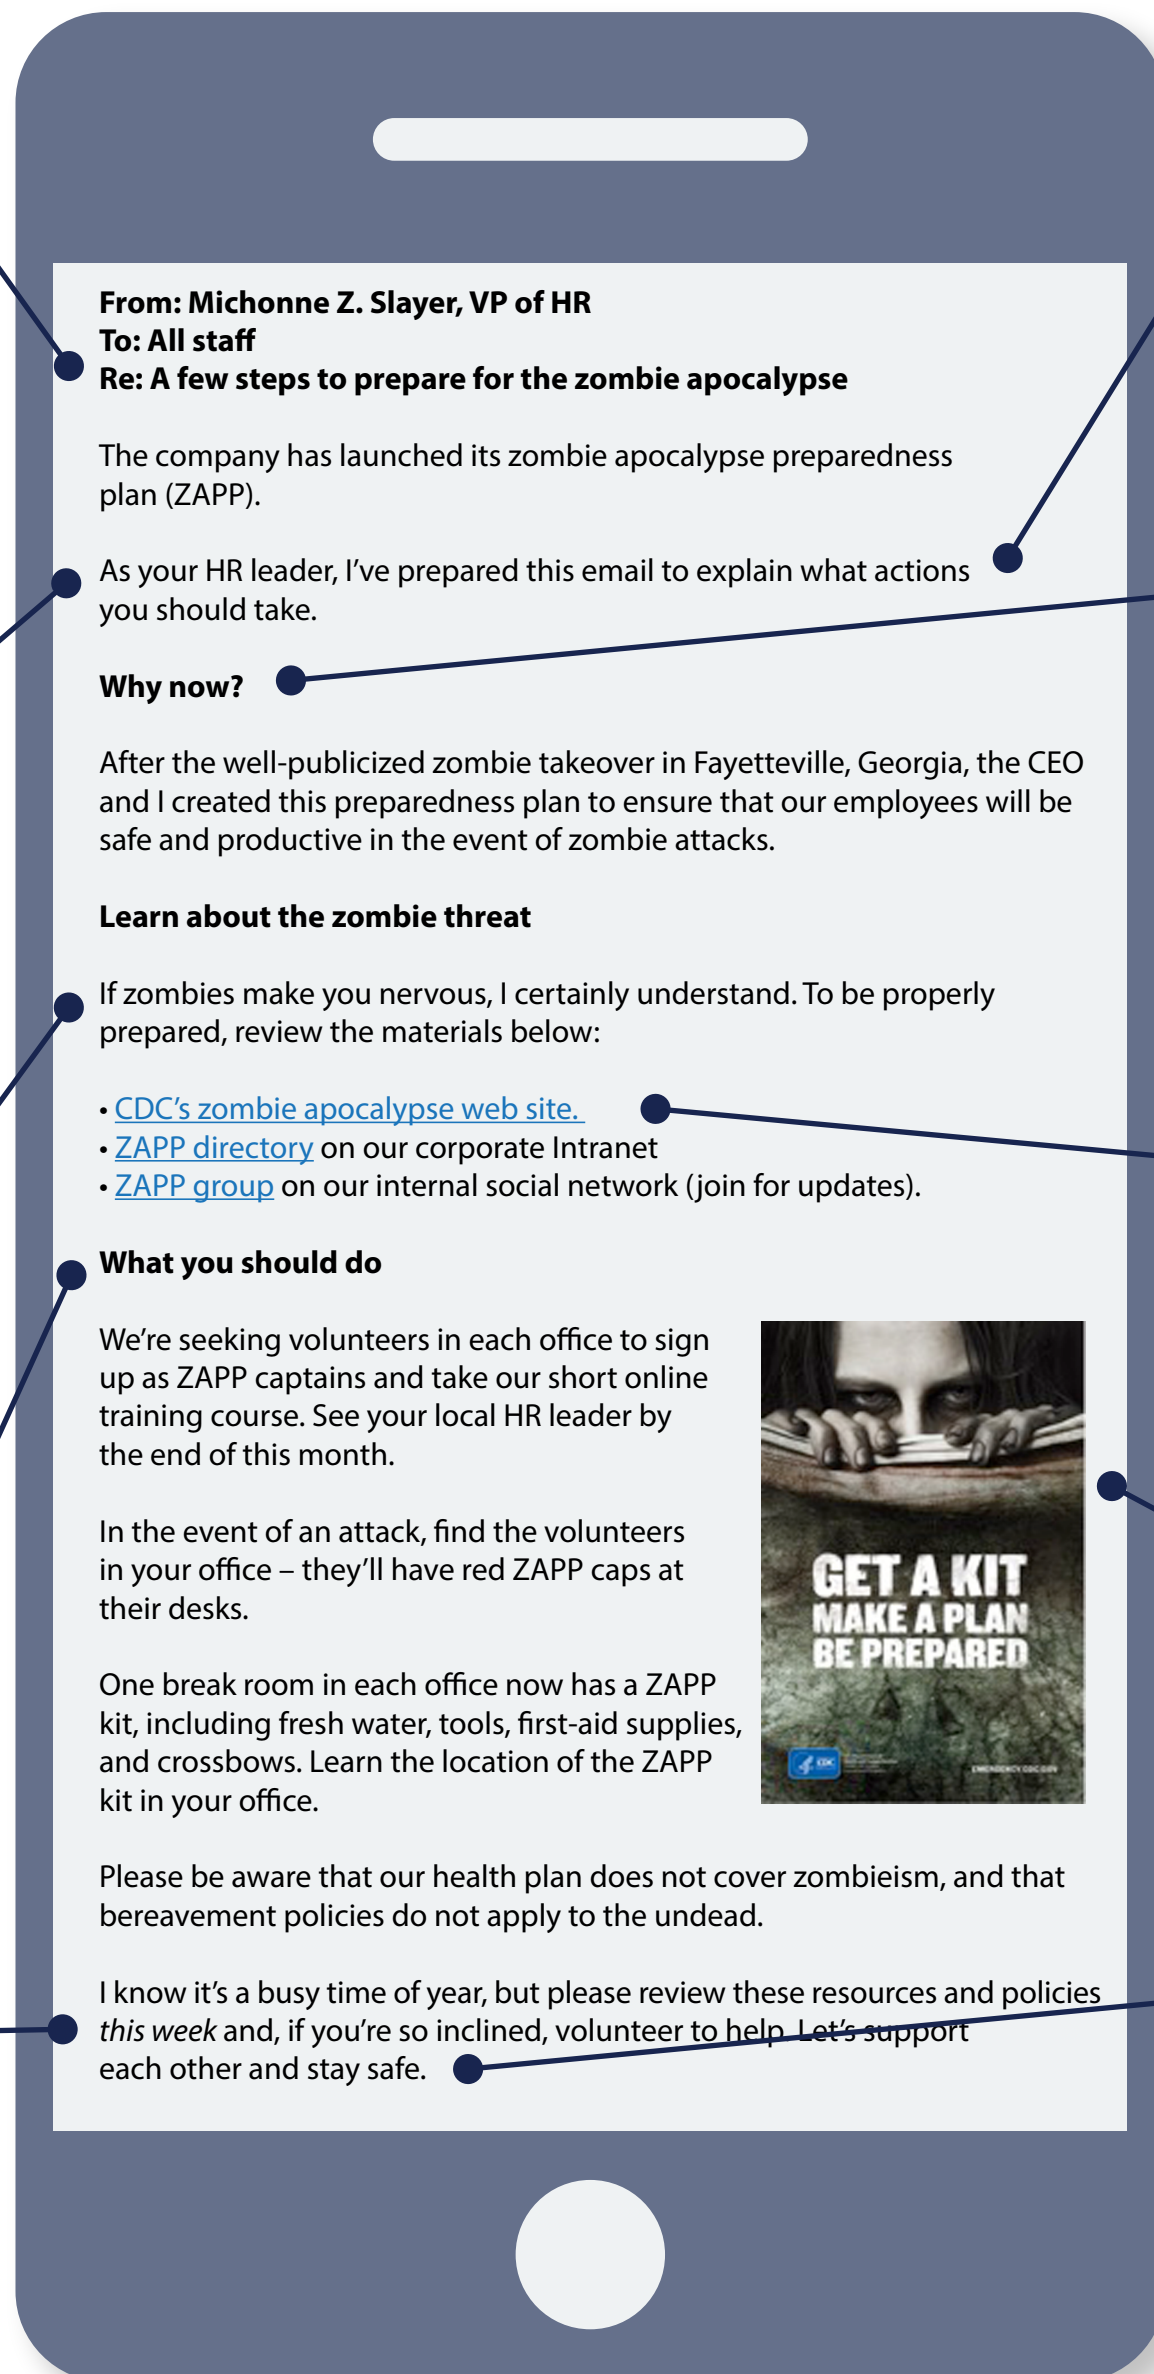 From: Michonne Z. Slayer, VP of HR
To: All staff
Re: A few steps to prepare for the zombie apocalypse
The company has launched its zombie apocalypse preparedness
plan (ZAPP).
As your HR leader, I’ve prepared this email to explain what actions
you should take.
Why now?
After the well-publicized zombie takeover in Fayetteville, Georgia, the CEO
and I created this preparedness plan to ensure that our employees will be
safe and productive in the event of zombie attacks.
Learn about the zombie threat
If zombies make you nervous, I certainly understand. To be properly
prepared, review the materials below:
• CDC’s zombie apocalypse web site.
• ZAPP directory on our corporate Intranet
• ZAPP group on our internal social network (join for updates).
What you should do
We’re seeking volunteers in each office to sign
up as ZAPP captains and take our short online
training course. See your local HR leader by
the end of this month.
In the event of an attack, find the volunteers
in your office – they’ll have red ZAPP caps at
their desks.
One break room in each office now has a ZAPP
kit, including fresh water, tools, first-aid supplies,
and crossbows. Learn the location of the ZAPP
kit in your office.
GET A KIT
MAKE A PLAN
BE PREPARED
CDC
EMERGENCY.CDC.GOV
Please be aware that our health plan does not cover zombieism, and that
bereavement policies do not apply to the undead.
I know it’s a busy time of year, but please review these resources and policies
this week and, if you’re so inclined, volunteer to help. Let’s support
each other and stay safe.